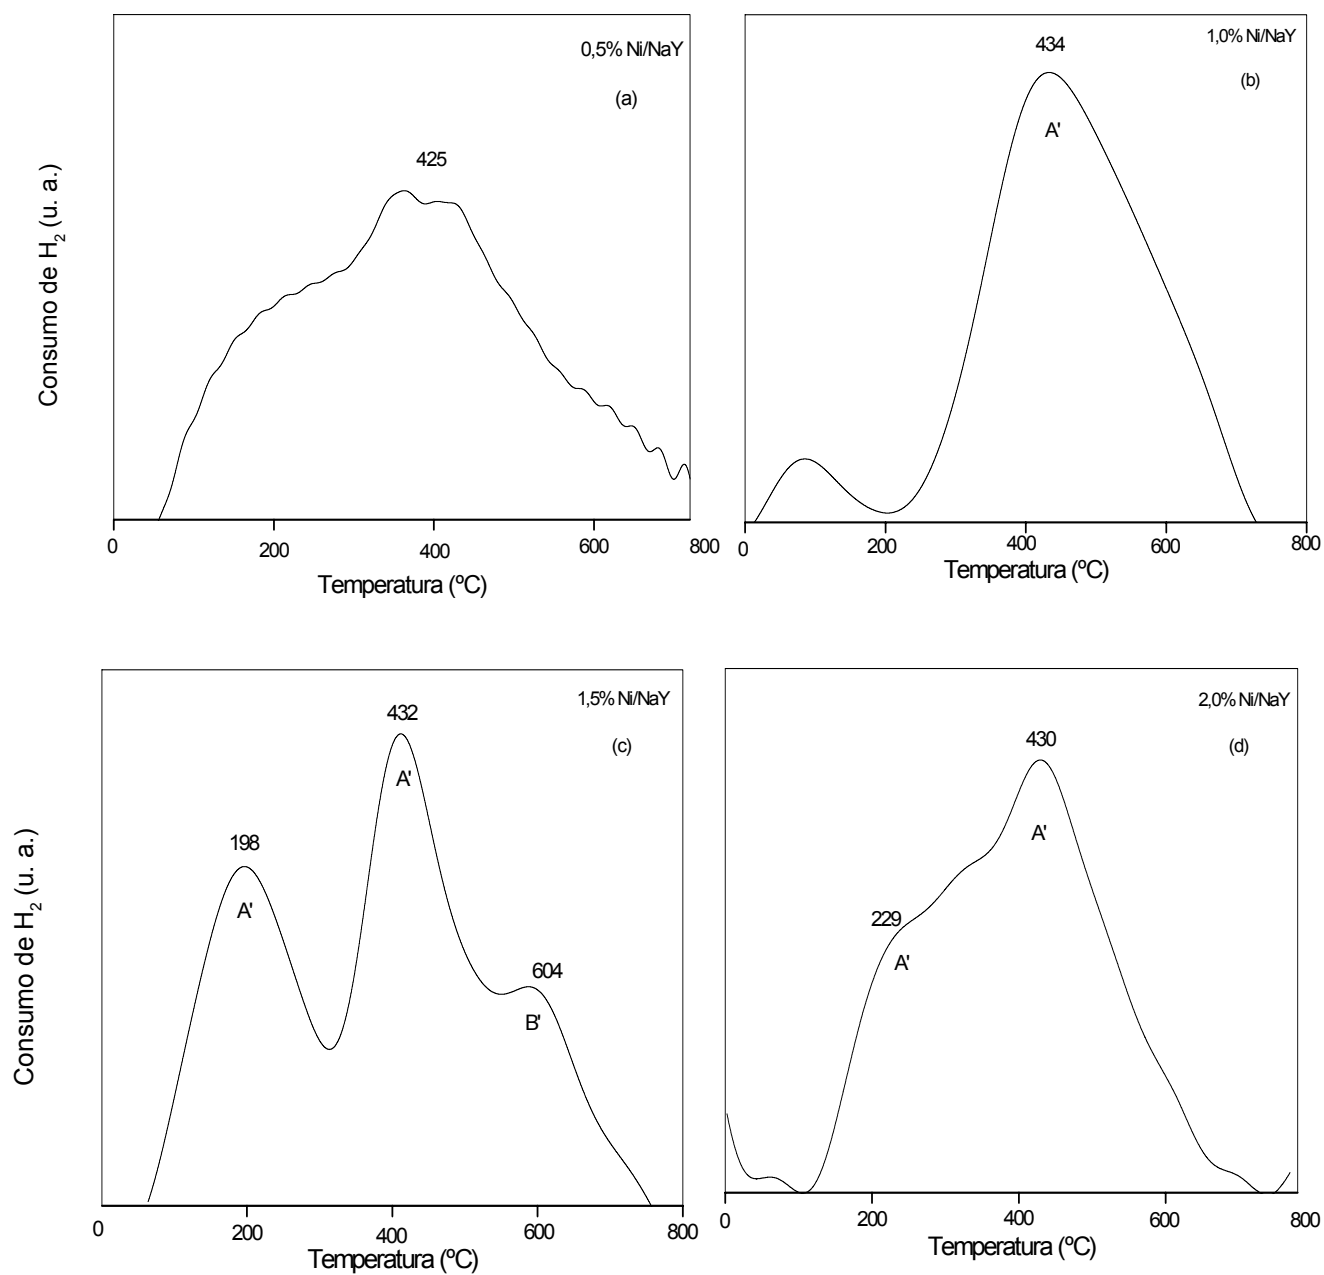 0,5% Ni/NaY
(a)
425
Consumo de H2 (u. a.)
0 200 400 600 800
Temperatura (ºC)
1,0% Ni/NaY
(b)
434
A'
0 200 400 600 800
Temperatura (ºC)
1,5% Ni/NaY
(c)
432
A'
198
A'
604
B'
Consumo de H2 (u. a.)
0 200 400 600 800
Temperatura (ºC)
2,0% Ni/NaY
(d)
430
A'
229
A'
0 200 400 600 800
Temperatura (ºC)